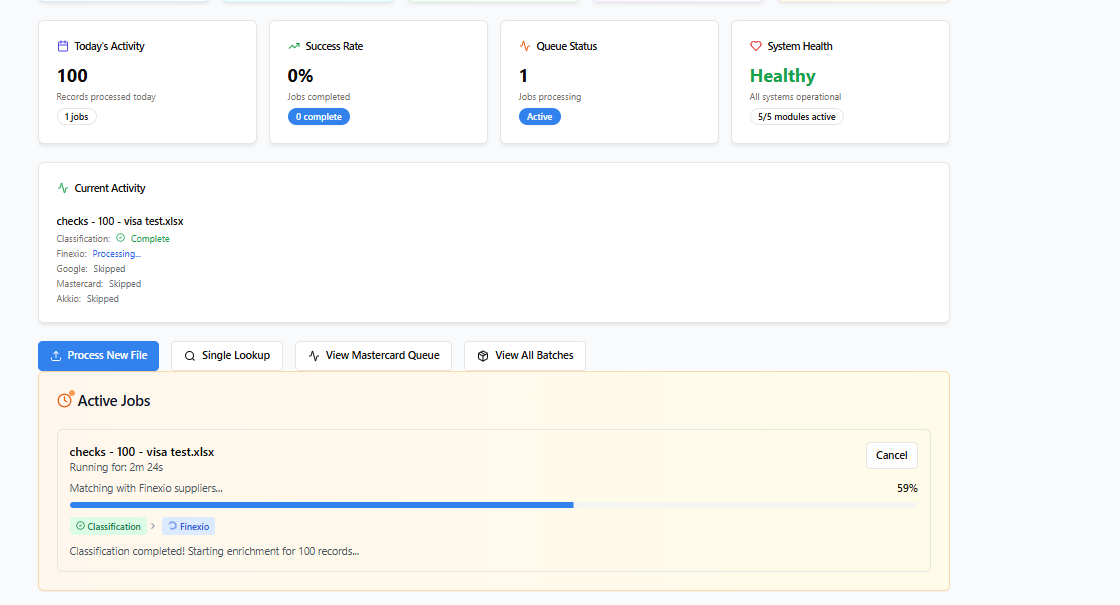 Today's Activity
100
Records processed today
1 jobs
Success Rate
0%
Jobs completed
0 complete
Queue Status
1
Jobs processing
Active
System Health
Healthy
All systems operational
5/5 modules active
Current Activity
checks - 100 - visa test.xlsx
Classification: Complete
Finexio: Processing...
Google: Skipped
Mastercard: Skipped
Akkio: Skipped
Process New File
Single Lookup
View Mastercard Queue
View All Batches
Active Jobs
checks - 100 - visa test.xlsx
Cancel
Running for: 2m 24s
Matching with Finexio suppliers...
59%
Classification > Finexio
Classification completed! Starting enrichment for 100 records...